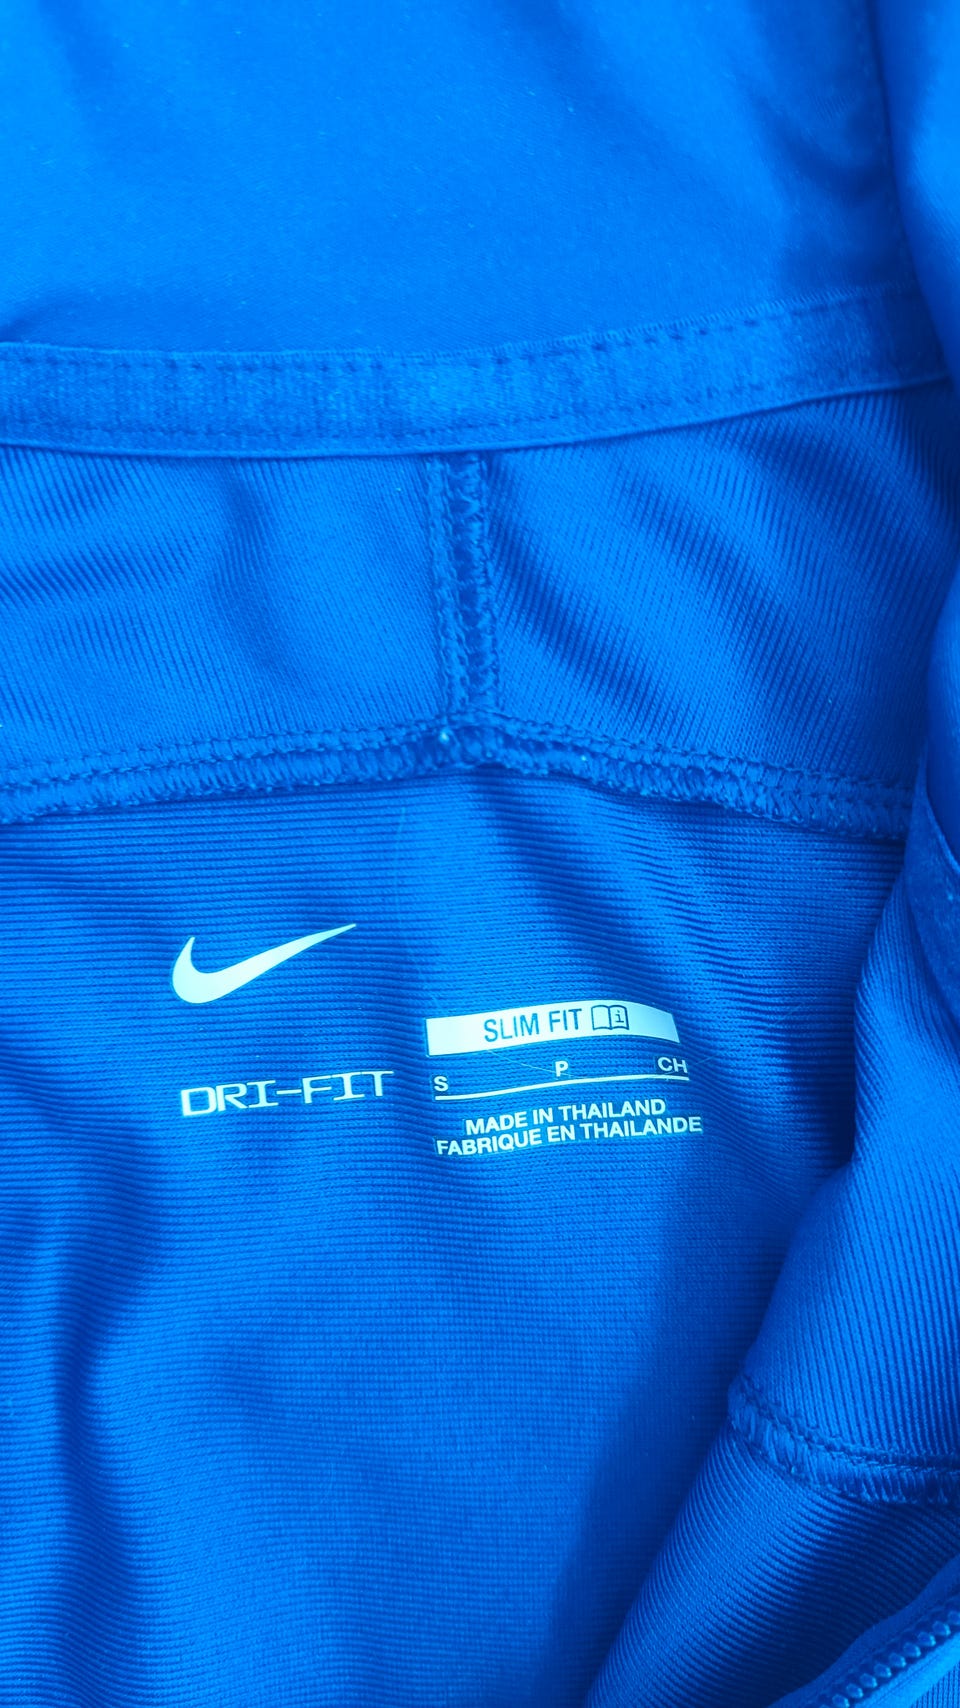 DRI-FIT
SLIM FIT
S P CH
MADE IN THAILAND
FABRIQUE EN THAILANDE